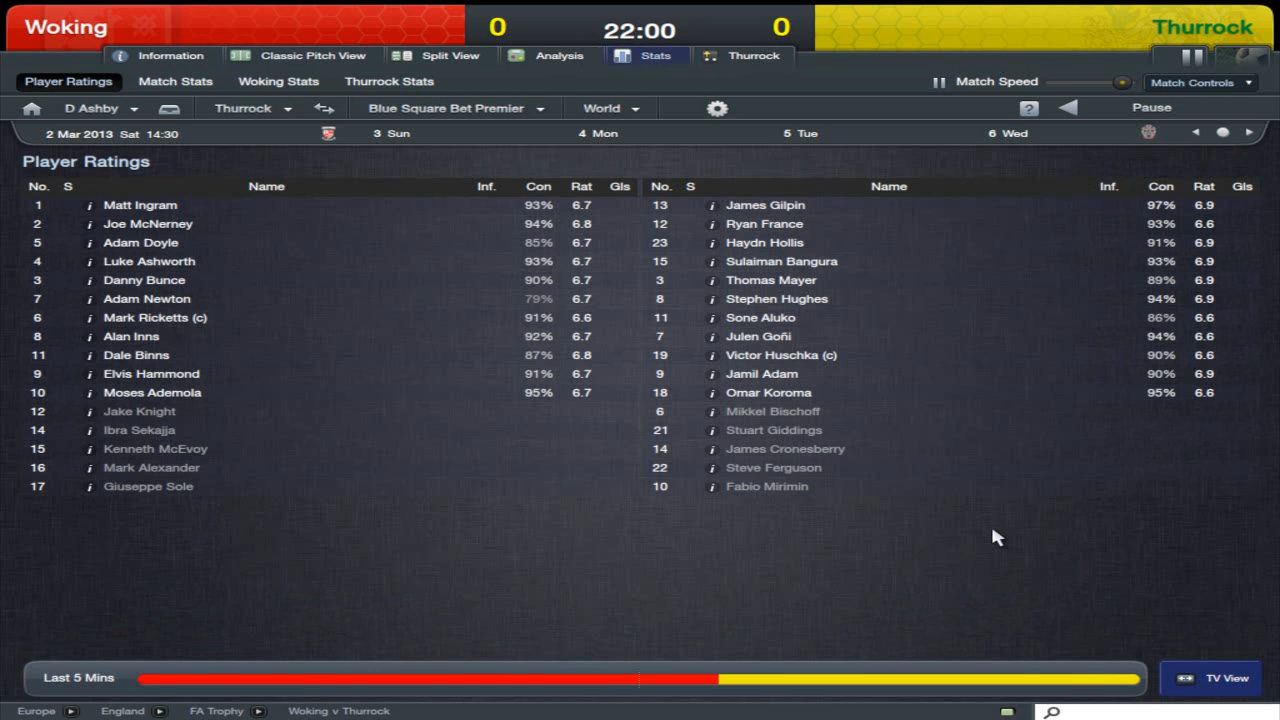 Woking 0 22:00 0 Thurrock
Information Classic Pitch View Split View Analysis Stats Thurrock
Player Ratings Match Stats Woking Stats Thurrock Stats Match Speed Match Controls
D Ashby Thurrock Blue Square Bet Premier World ? Pause
2 Mar 2013 Sat 14:30 3 Sun 4 Mon 5 Tue 6 Wed
Player Ratings
No. S Name Inf. Con Rat Gls No. S Name Inf. Con Rat Gls
1 i Matt Ingram 93% 6.7 13 i James Gilpin 97% 6.9
2 i Joe McNerney 94% 6.8 12 i Ryan France 93% 6.6
5 i Adam Doyle 85% 6.7 23 i Haydn Hollis 91% 6.9
4 i Luke Ashworth 93% 6.7 15 i Sulaiman Bangura 93% 6.9
3 i Danny Bunce 90% 6.7 3 i Thomas Mayer 89% 6.9
7 i Adam Newton 79% 6.7 8 i Stephen Hughes 94% 6.9
6 i Mark Ricketts (c) 91% 6.6 11 i Sone Aluko 86% 6.6
8 i Alan Inns 92% 6.7 7 i Julen Goñi 94% 6.6
11 i Dale Binns 87% 6.8 19 i Victor Huschka (c) 90% 6.6
9 i Elvis Hammond 91% 6.7 9 i Jamil Adam 90% 6.9
10 i Moses Ademola 95% 6.7 18 i Omar Koroma 95% 6.6
12 i Jake Knight 6 i Mikkel Bischoff
14 i Ibra Sekajja 21 i Stuart Giddings
15 i Kenneth McEvoy 14 i James Cronesberry
16 i Mark Alexander 22 i Steve Ferguson
17 i Giuseppe Sole 10 i Fabio Mirimin
Last 5 Mins TV View
Europe England FA Trophy Woking v Thurrock